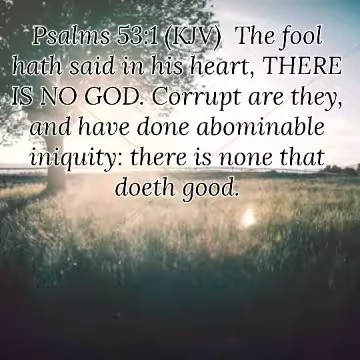 Psalms 53:1 (KJV)  The fool
hath said in his heart, THERE
IS NO GOD. Corrupt are they,
and have done abominable
iniquity: there is none that
doeth good.